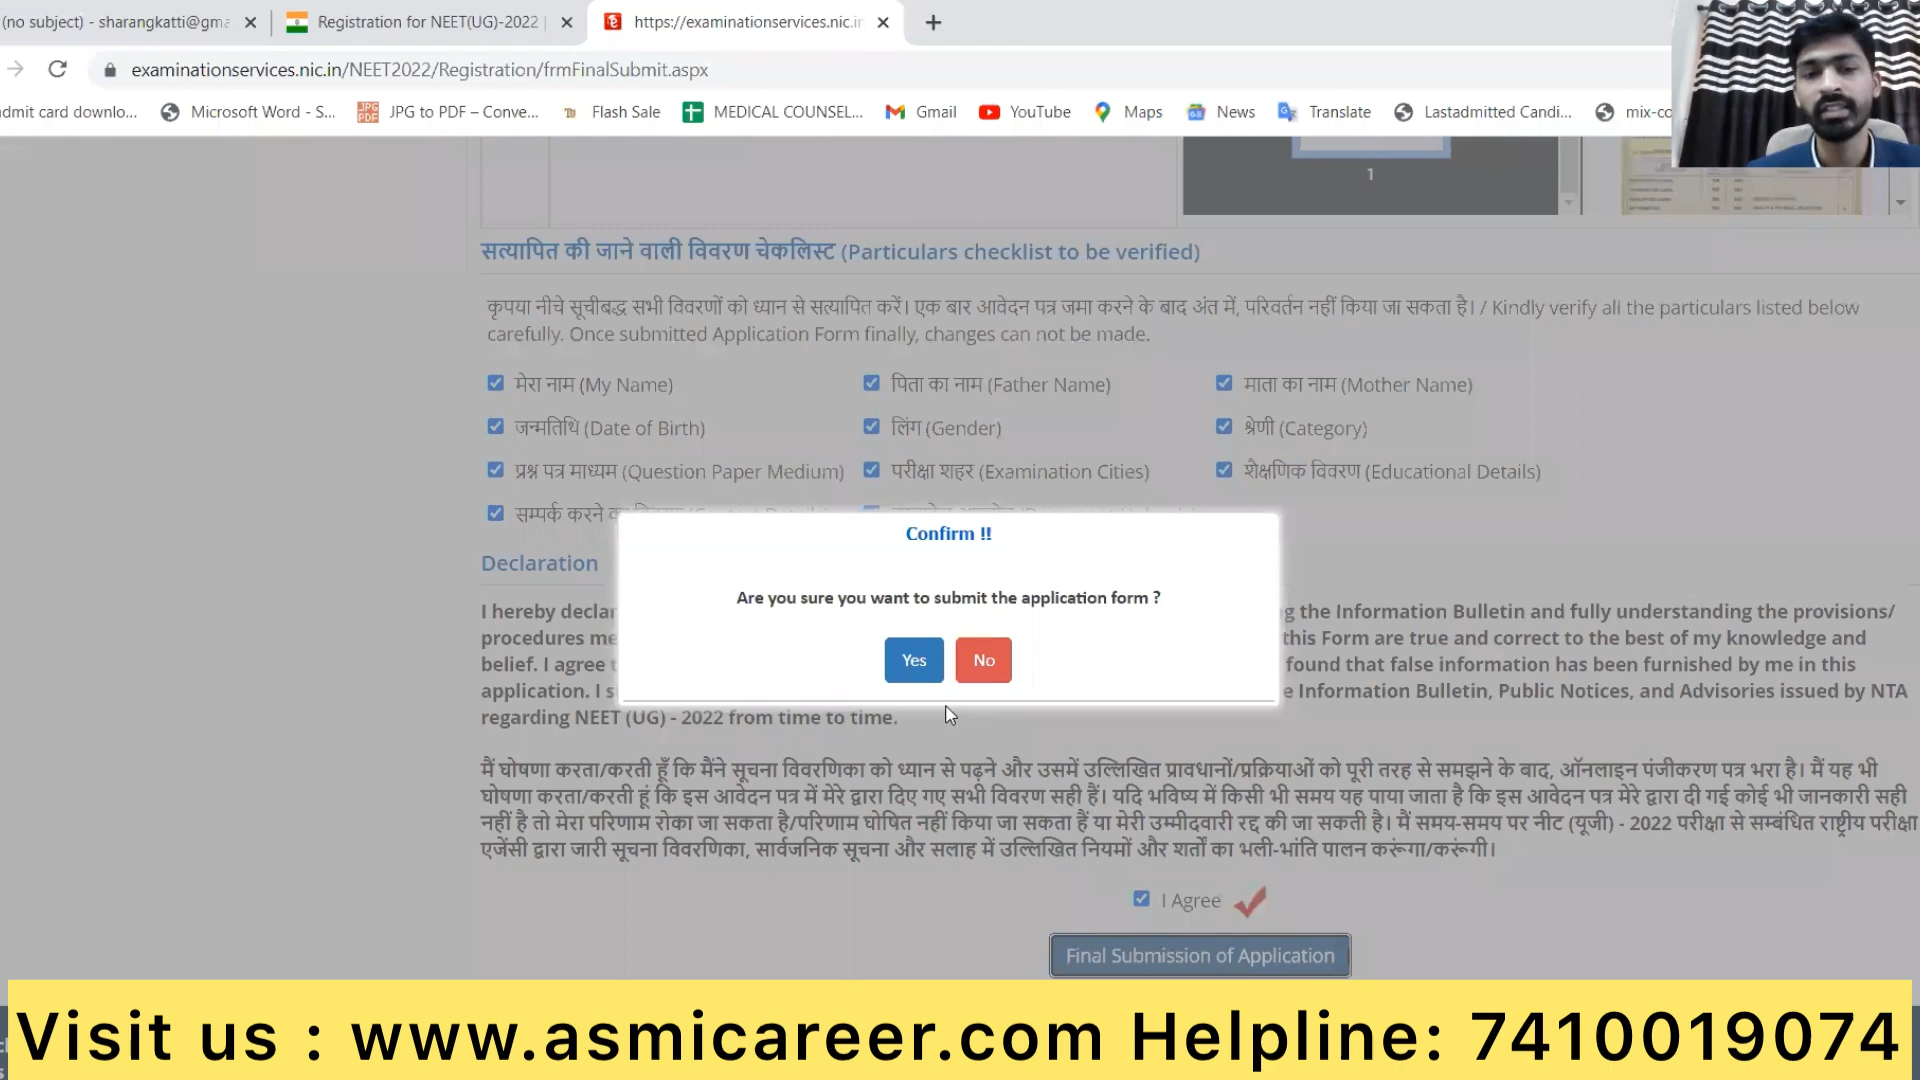 (no subject) - sharangkatti@gma
Registration for NEET(UG)-2022
https://examinationservices.nic.in
examinationservices.nic.in/NEET2022/Registration/frmFinalSubmit.aspx
dmit card downlo...
Microsoft Word - S...
JPG to PDF – Conve...
Flash Sale
MEDICAL COUNSEL...
Gmail
YouTube
Maps
News
Translate
Lastadmitted Candi...
mix-co
1
सत्यापित की जाने वाली विवरण चेकलिस्ट (Particulars checklist to be verified)
कृपया नीचे सूचीबद्ध सभी विवरणों को ध्यान से सत्यापित करें। एक बार आवेदन पत्र जमा करने के बाद अंत में, परिवर्तन नहीं किया जा सकता है। / Kindly verify all the particulars listed below
carefully. Once submitted Application Form finally, changes can not be made.
मेरा नाम (My Name)
पिता का नाम (Father Name)
माता का नाम (Mother Name)
जन्मतिथि (Date of Birth)
लिंग (Gender)
श्रेणी (Category)
प्रश्न पत्र माध्यम (Question Paper Medium)
परीक्षा शहर (Examination Cities)
शैक्षणिक विवरण (Educational Details)
सम्पर्क करने
Confirm !!
Are you sure you want to submit the application form ?
Yes
No
Declaration
I hereby declar g the Information Bulletin and fully understanding the provisions/
procedures me this Form are true and correct to the best of my knowledge and
belief. I agree found that false information has been furnished by me in this
application. I s e Information Bulletin, Public Notices, and Advisories issued by NTA
regarding NEET (UG) - 2022 from time to time.
मैं घोषणा करता/करती हूँ कि मैंने सूचना विवरणिका को ध्यान से पढ़ने और उसमें उल्लिखित प्रावधानों/प्रक्रियाओं को पूरी तरह से समझने के बाद, ऑनलाइन पंजीकरण पत्र भरा है। मैं यह भी
घोषणा करता/करती हूं कि इस आवेदन पत्र में मेरे द्वारा दिए गए सभी विवरण सही हैं। यदि भविष्य में किसी भी समय यह पाया जाता है कि इस आवेदन पत्र मेरे द्वारा दी गई कोई भी जानकारी सही
नहीं है तो मेरा परिणाम रोका जा सकता है/परिणाम घोषित नहीं किया जा सकता हैं या मेरी उम्मीदवारी रद्द की जा सकती है। मैं समय-समय पर नीट (यूजी) - 2022 परीक्षा से सम्बंधित राष्ट्रीय परीक्षा
एजेंसी द्वारा जारी सूचना विवरणिका, सार्वजनिक सूचना और सलाह में उल्लिखित नियमों और शर्तों का भली-भांति पालन करूंगा/करूंगी।
I Agree
Final Submission of Application
Visit us : www.asmicareer.com Helpline: 7410019074